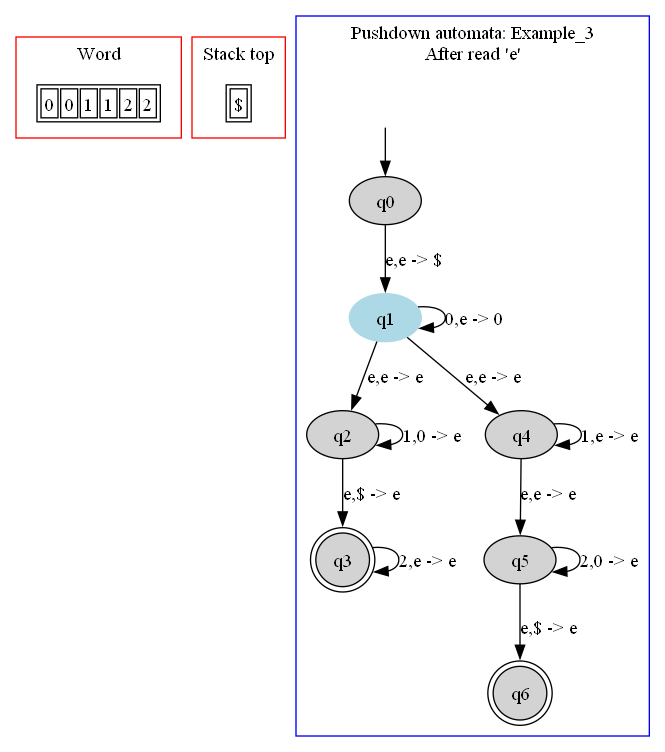 Word
0 0 1 1 2 2
Stack top
$
Pushdown automata: Example_3
After read 'e'
q0
e,e -> $
q1
0,e -> 0
e,e -> e
e,e -> e
q2
1,0 -> e
q4
1,e -> e
e,$ -> e
e,e -> e
q3
2,e -> e
q5
2,0 -> e
e,$ -> e
q6